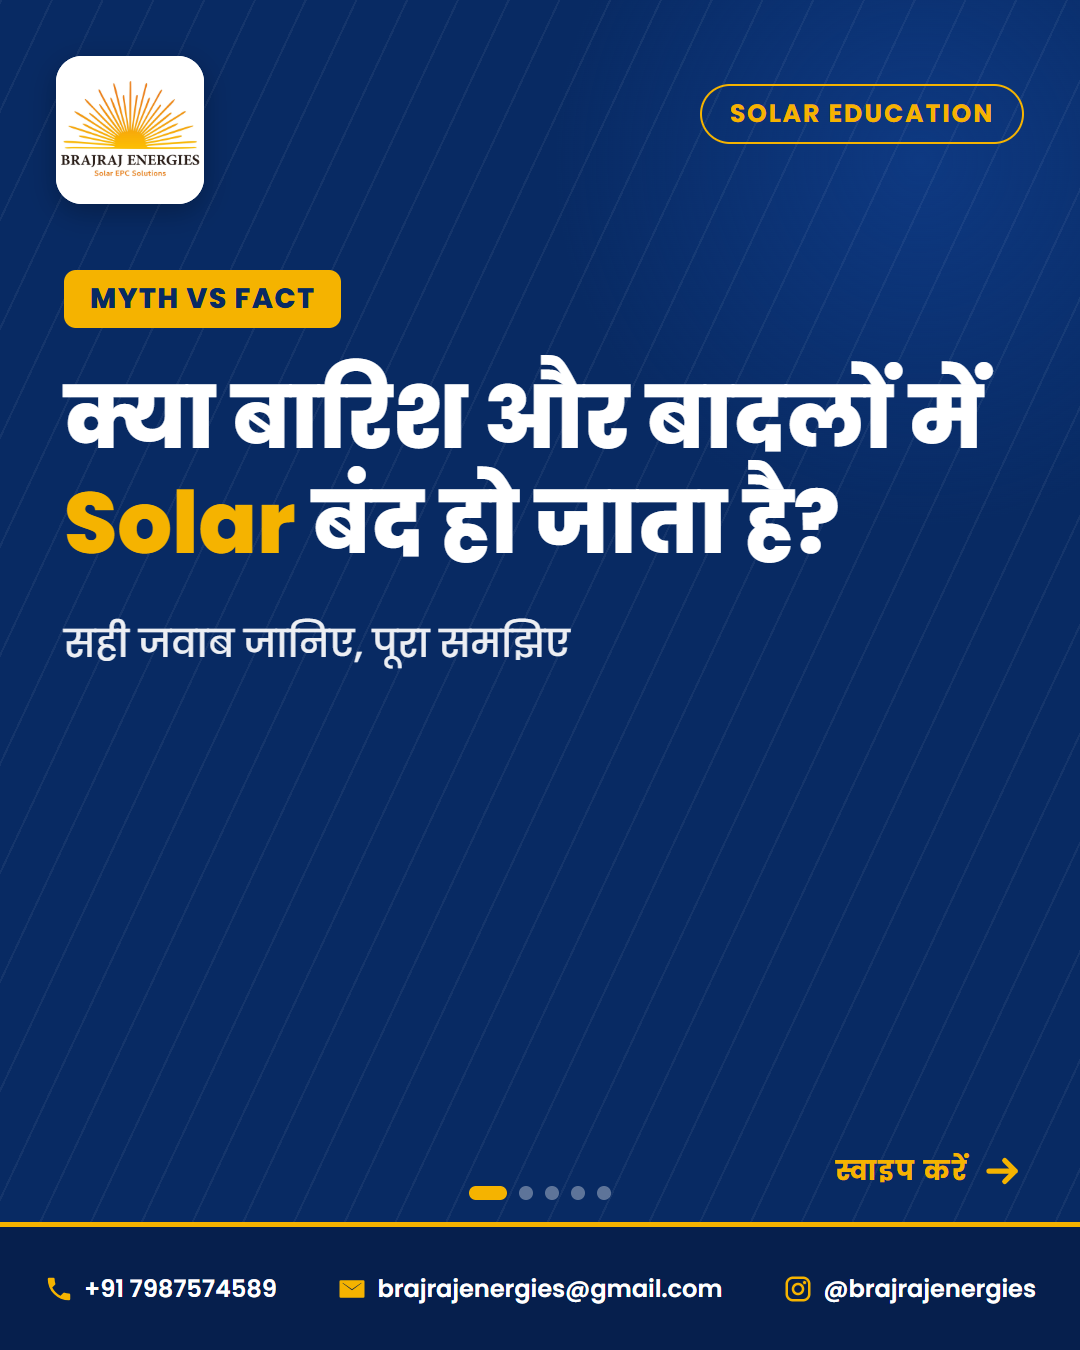 BRAJRAJ ENERGIES
Solar EPC Solutions
SOLAR EDUCATION
MYTH VS FACT
क्या बारिश और बादलों में
Solar बंद हो जाता है?
सही जवाब जानिए, पूरा समझिए
स्वाइप करें
+91 7987574589
brajrajenergies@gmail.com
@brajrajenergies